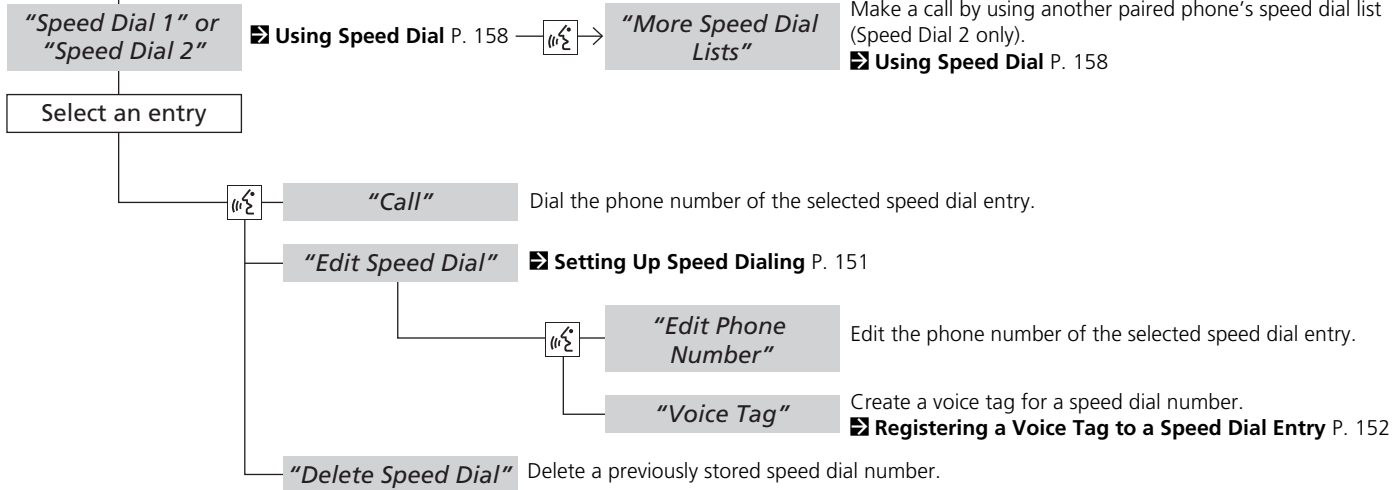 "Speed Dial 1" or
"Speed Dial 2"
Using Speed Dial P. 158
"More Speed Dial
Lists"
Make a call by using another paired phone's speed dial list
(Speed Dial 2 only).
Using Speed Dial P. 158
Select an entry
"Call"
Dial the phone number of the selected speed dial entry.
"Edit Speed Dial"
Setting Up Speed Dialing P. 151
"Edit Phone
Number"
Edit the phone number of the selected speed dial entry.
"Voice Tag"
Create a voice tag for a speed dial number.
Registering a Voice Tag to a Speed Dial Entry P. 152
"Delete Speed Dial"
Delete a previously stored speed dial number.